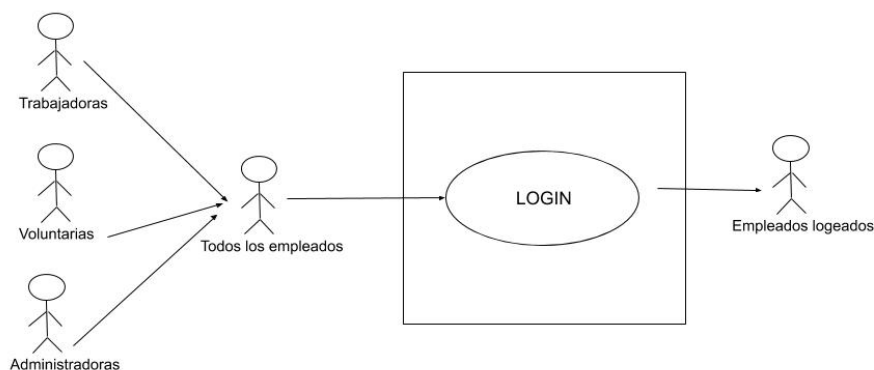 Trabajadoras
Voluntarias
Administradoras
Todos los empleados
LOGIN
Empleados logeados